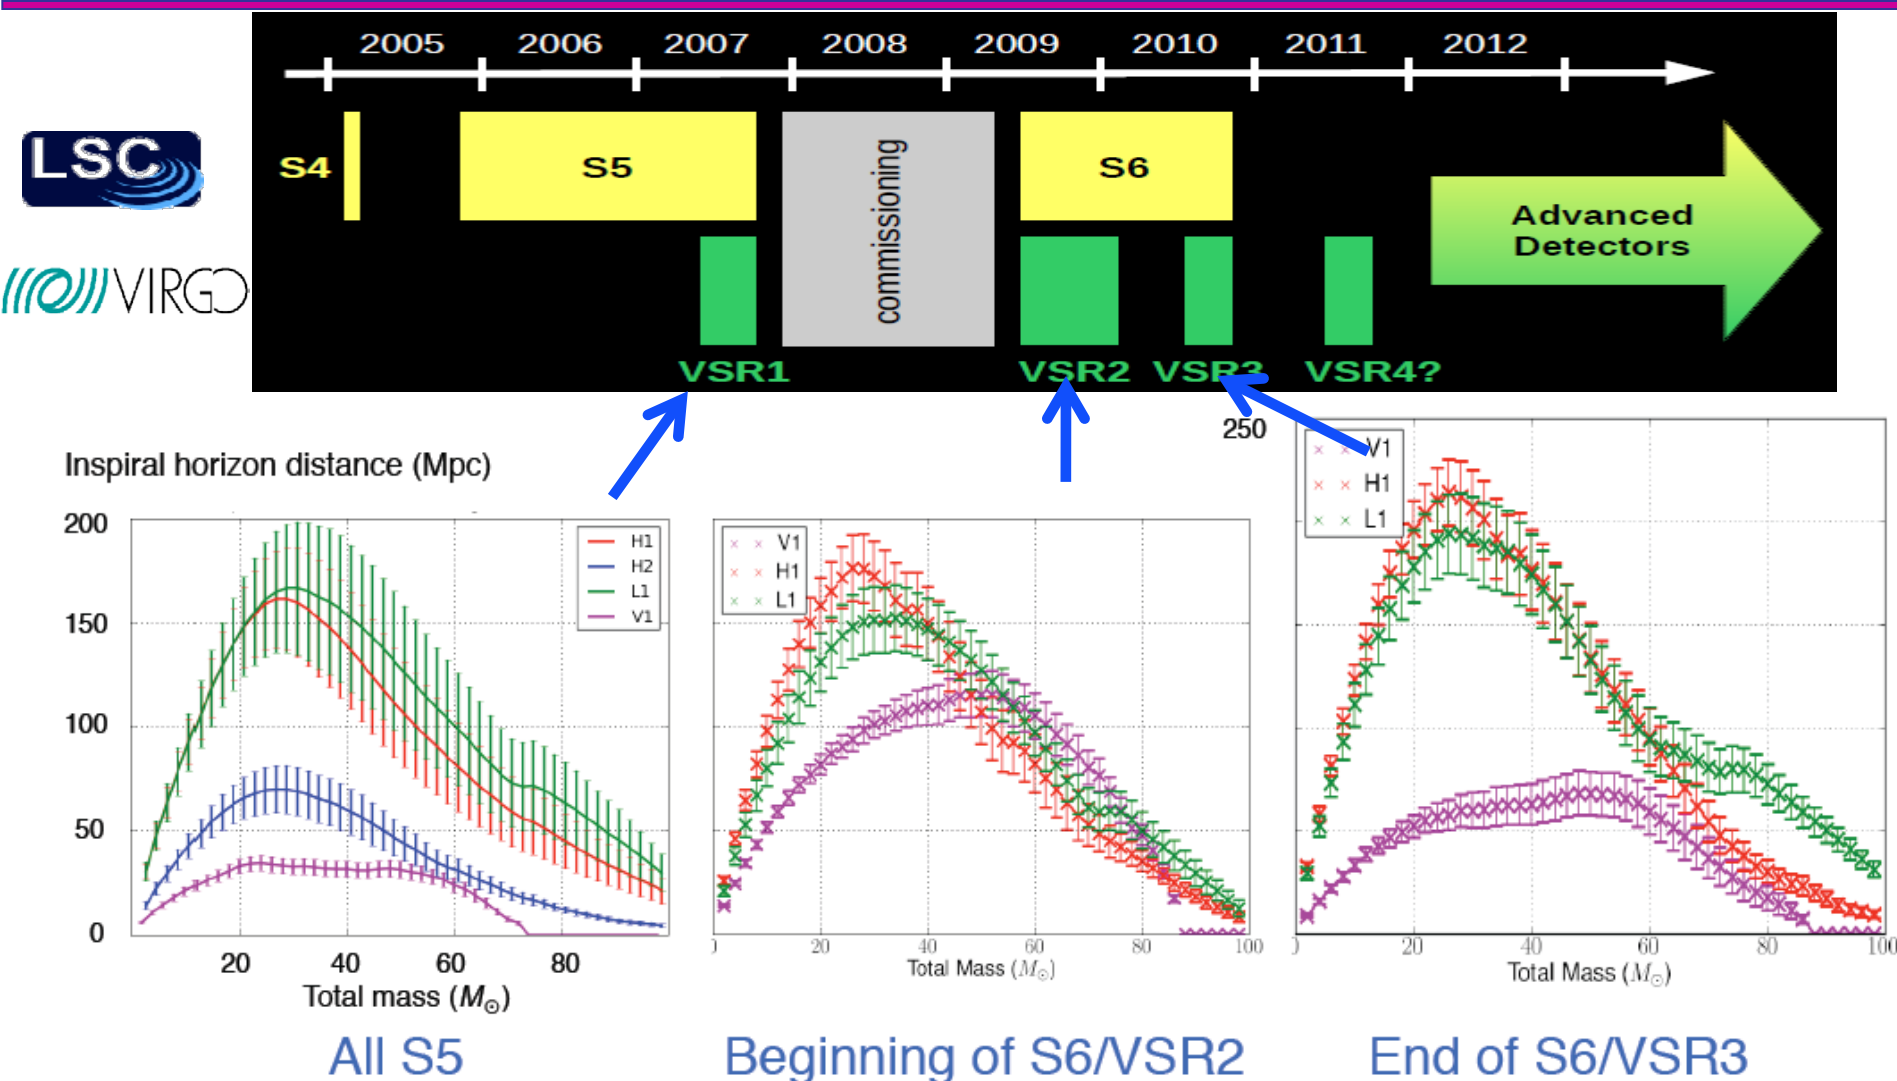 2005 2006 2007 2008 2009 2010 2011 2012
LSC
S4 S5 commissioning S6
Advanced
Detectors
VIRGO
VSR1 VSR2 VSR3 VSR4?
Inspiral horizon distance (Mpc)
200
150
100
50
0
20 40 60 80
Total mass (M☉)
H1
H2
L1
V1
All S5
V1
H1
L1
20 40 60 80 100
Total Mass (M☉)
Beginning of S6/VSR2
250
V1
H1
L1
20 40 60 80 100
Total Mass (M☉)
End of S6/VSR3